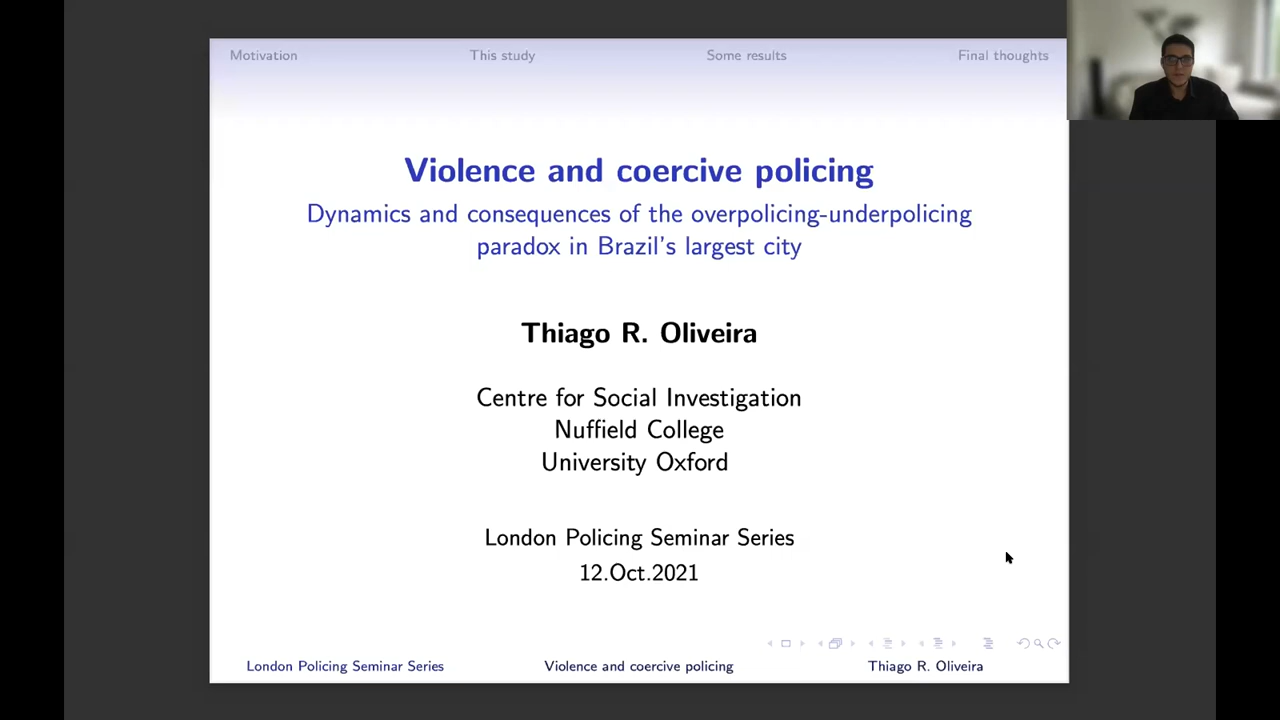 Motivation This study Some results Final thoughts
Violence and coercive policing
Dynamics and consequences of the overpolicing-underpolicing
paradox in Brazil's largest city
Thiago R. Oliveira
Centre for Social Investigation
Nuffield College
University Oxford
London Policing Seminar Series
12.Oct.2021
London Policing Seminar Series Violence and coercive policing Thiago R. Oliveira